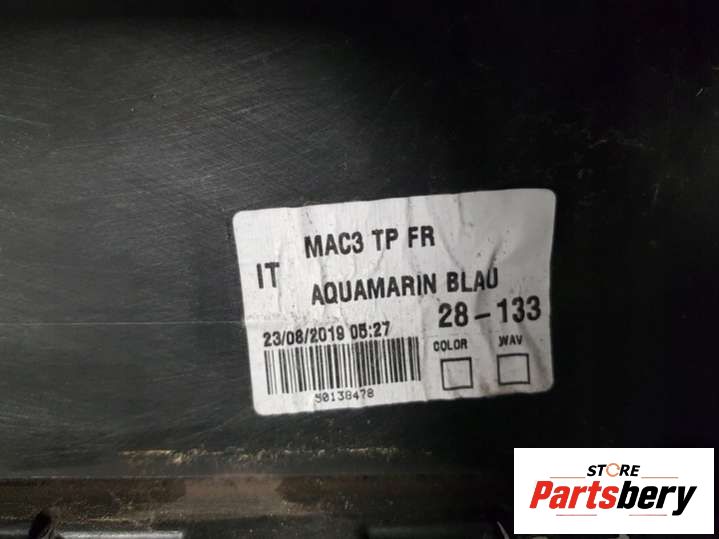 MAC3 TP FR
IT
AQUAMARIN BLAU
28-133
23/08/2019 05:27
COLOR
WAV
50138478
STORE
Partsbery